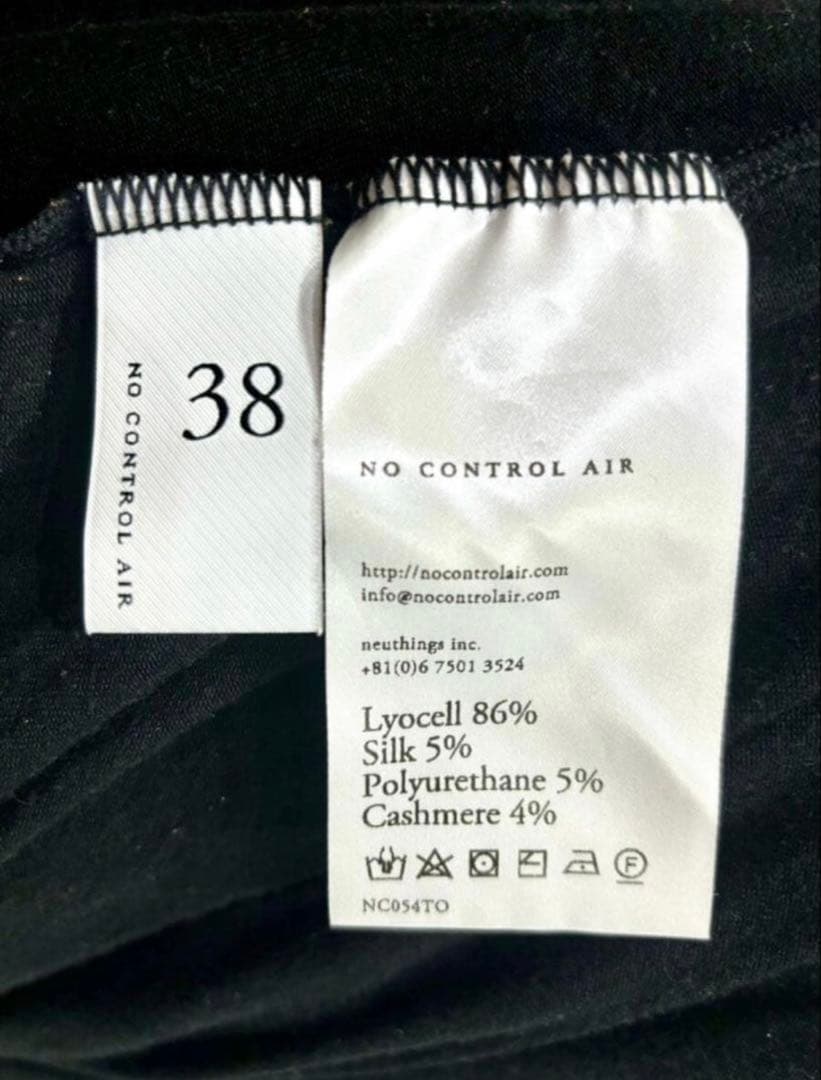 38
NO CONTROL AIR
NO CONTROL AIR
http://nocontrolair.com
info@nocontrolair.com
neuthings inc.
+81(0)6 7501 3524
Lyocell 86%
Silk 5%
Polyurethane 5%
Cashmere 4%
F
NC054TO